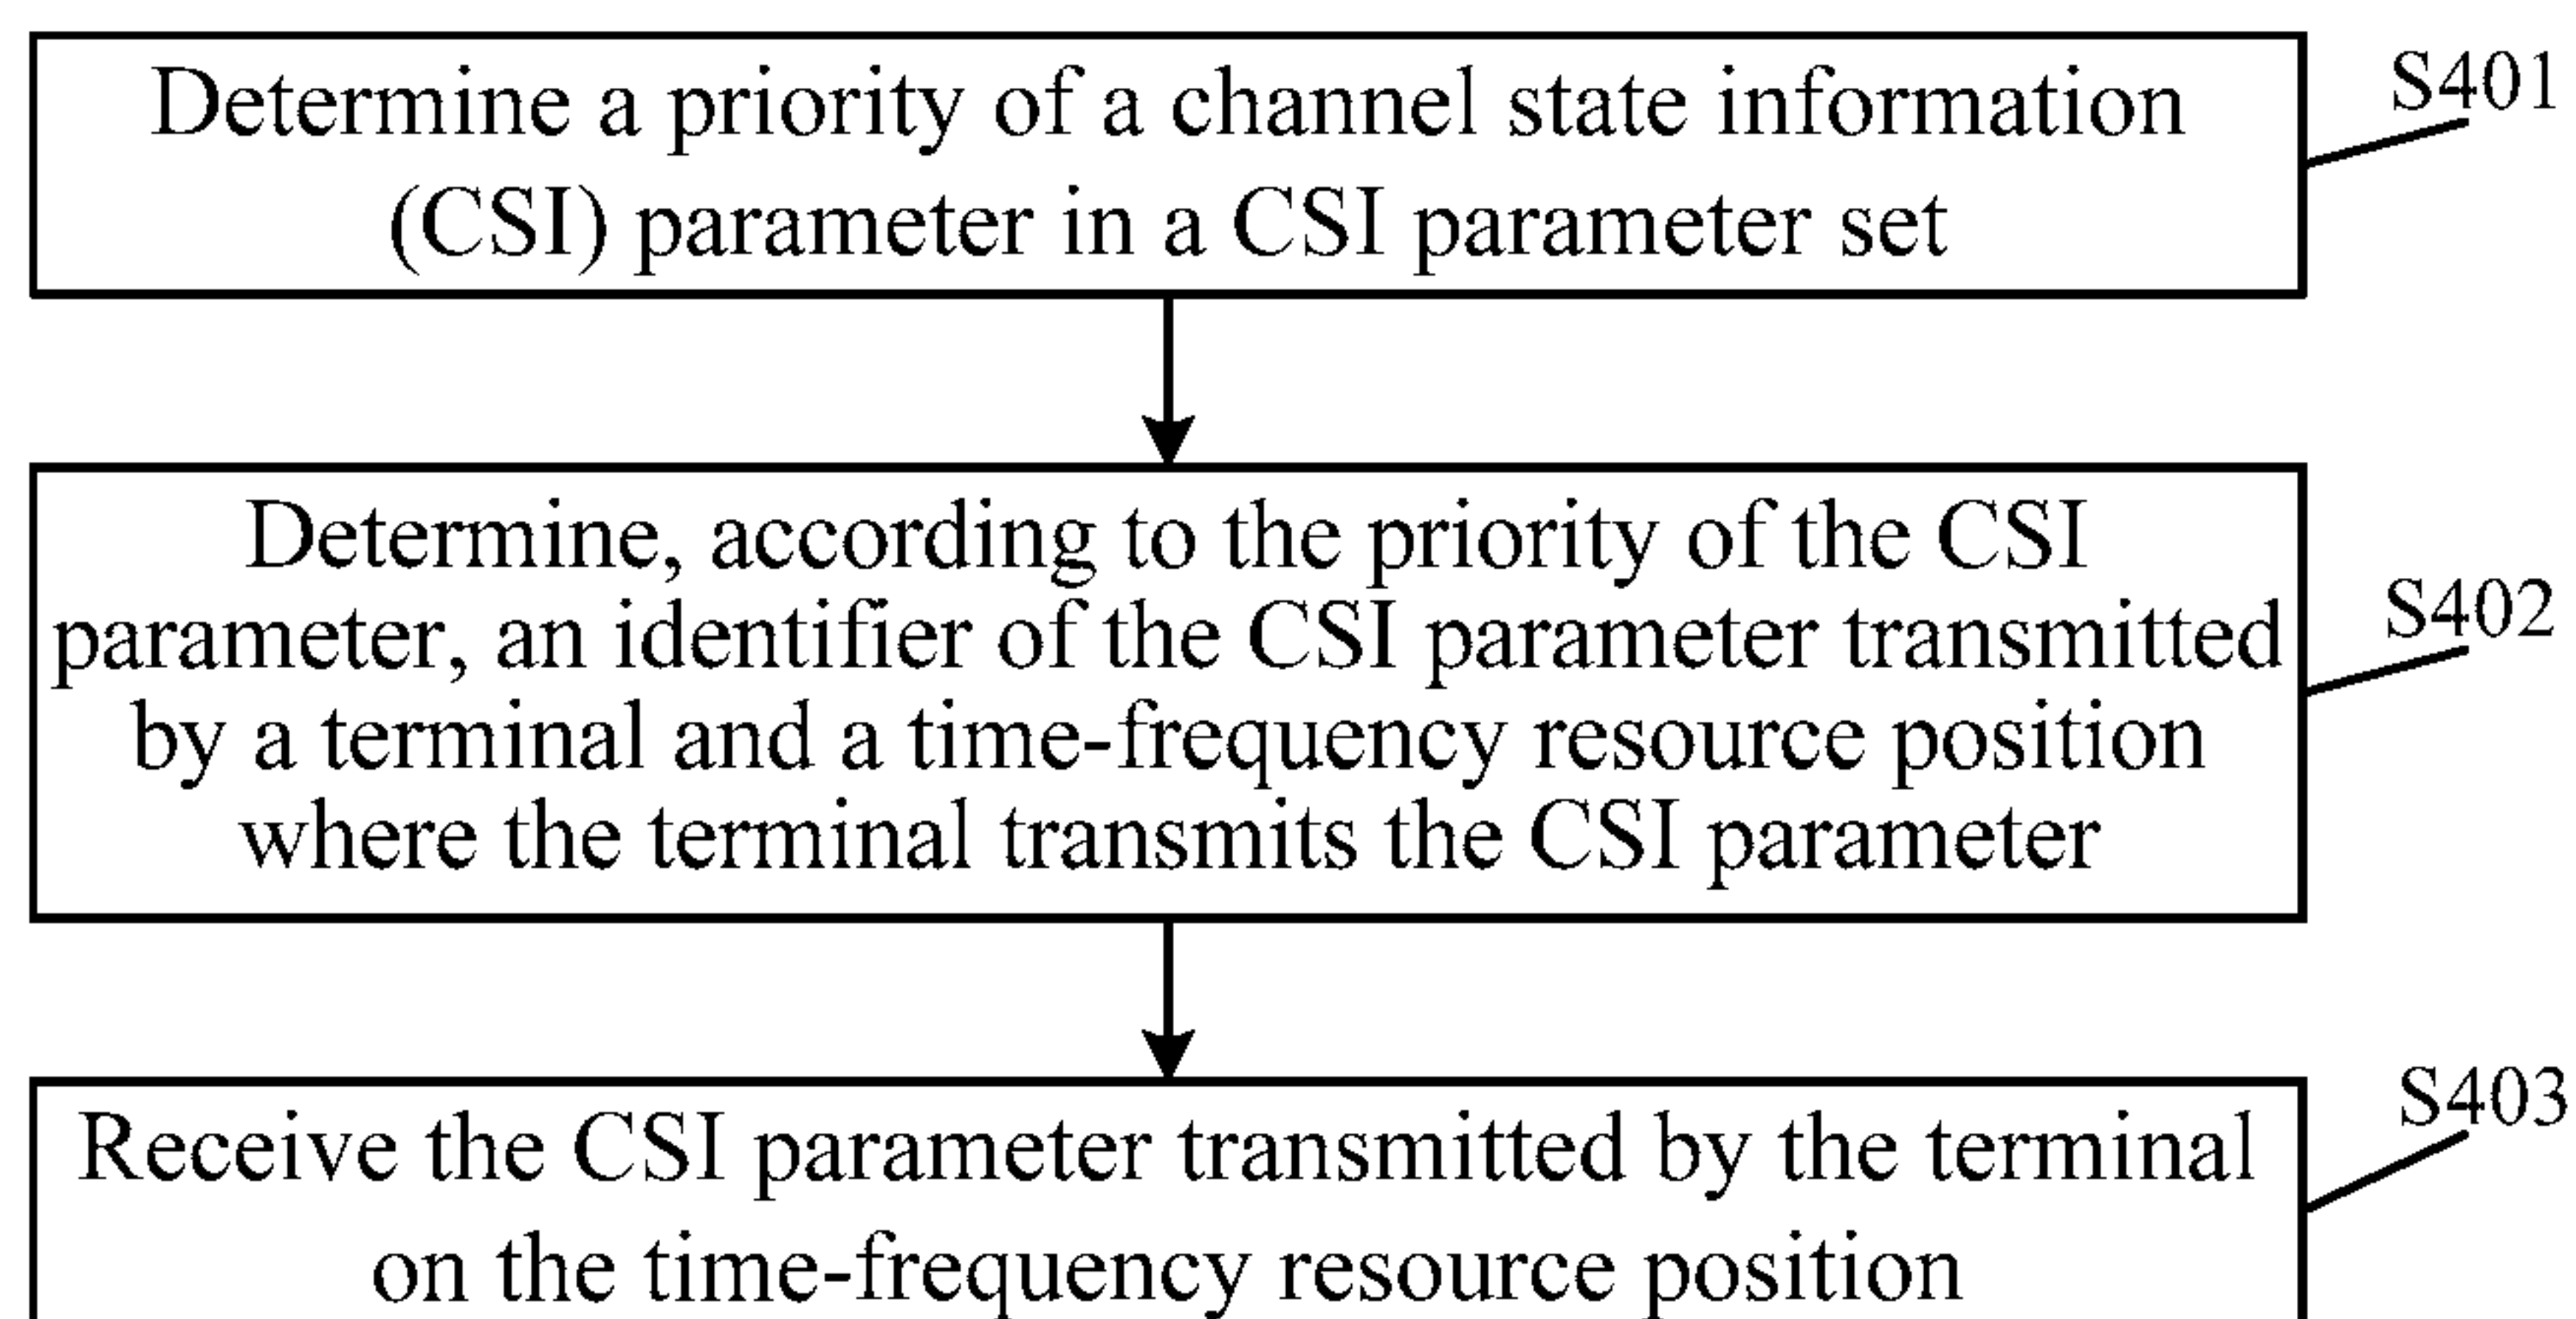 Determine a priority of a channel state information
(CSI) parameter in a CSI parameter set
S401
Determine, according to the priority of the CSI
parameter, an identifier of the CSI parameter transmitted
by a terminal and a time-frequency resource position
where the terminal transmits the CSI parameter
S402
Receive the CSI parameter transmitted by the terminal
on the time-frequency resource position
S403